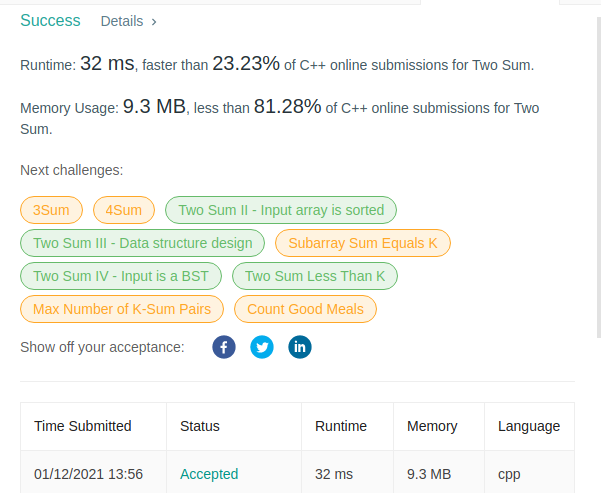 Success Details >
Runtime: 32 ms, faster than 23.23% of C++ online submissions for Two Sum.
Memory Usage: 9.3 MB, less than 81.28% of C++ online submissions for Two
Sum.
Next challenges:
3Sum 4Sum Two Sum II - Input array is sorted
Two Sum III - Data structure design Subarray Sum Equals K
Two Sum IV - Input is a BST Two Sum Less Than K
Max Number of K-Sum Pairs Count Good Meals
Show off your acceptance: f in
Time Submitted Status Runtime Memory Language
01/12/2021 13:56 Accepted 32 ms 9.3 MB cpp